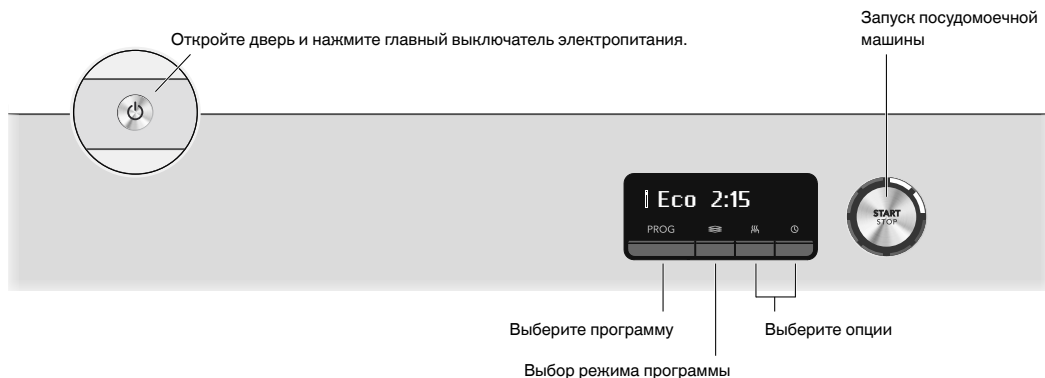 Запуск посудомоечной
машины
Откройте дверь и нажмите главный выключатель электропитания.
Eco 2:15
PROG
START
STOP
Выберите программу
Выберите опции
Выбор режима программы